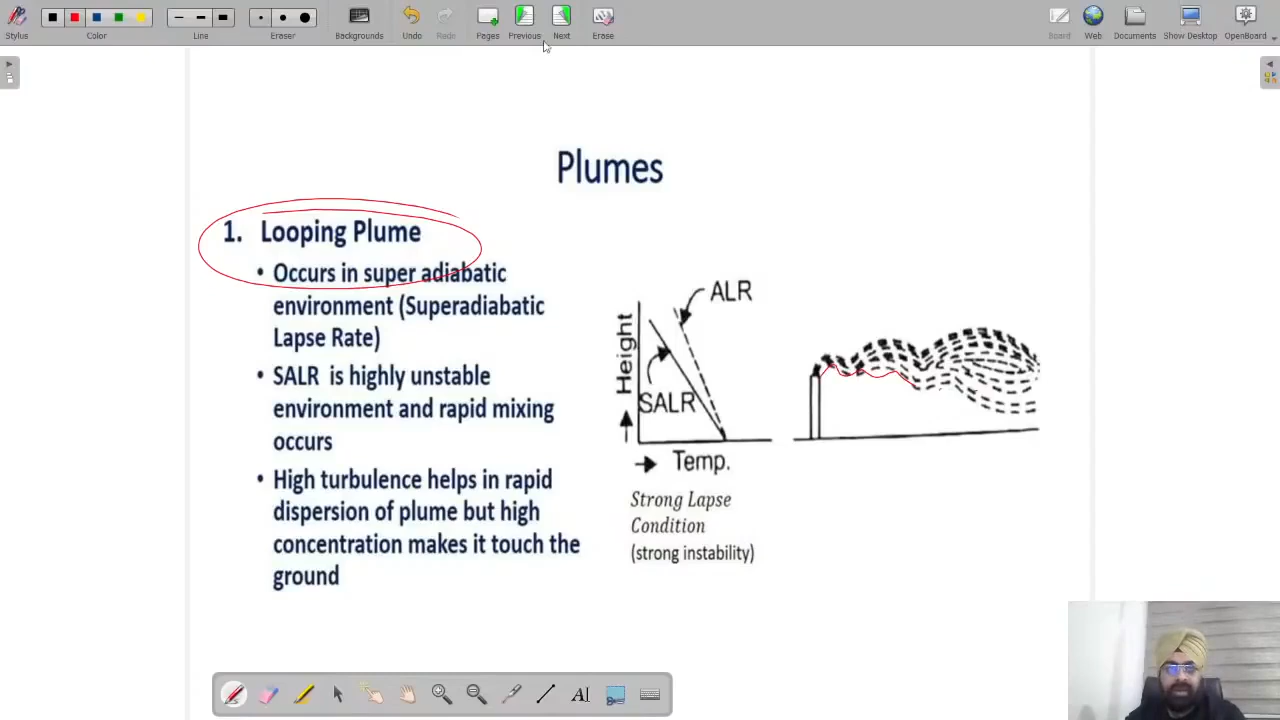 Stylus
Color
Line
Eraser
Backgrounds
Undo
Redo
Pages
Previous
Next
Erase
Board
Web
Documents
Show Desktop
OpenBoard
Plumes
1. Looping Plume
• Occurs in super adiabatic
environment (Superadiabatic
Lapse Rate)
• SALR is highly unstable
environment and rapid mixing
occurs
• High turbulence helps in rapid
dispersion of plume but high
concentration makes it touch the
ground
ALR
Height
SALR
Temp.
Strong Lapse
Condition
(strong instability)
AI